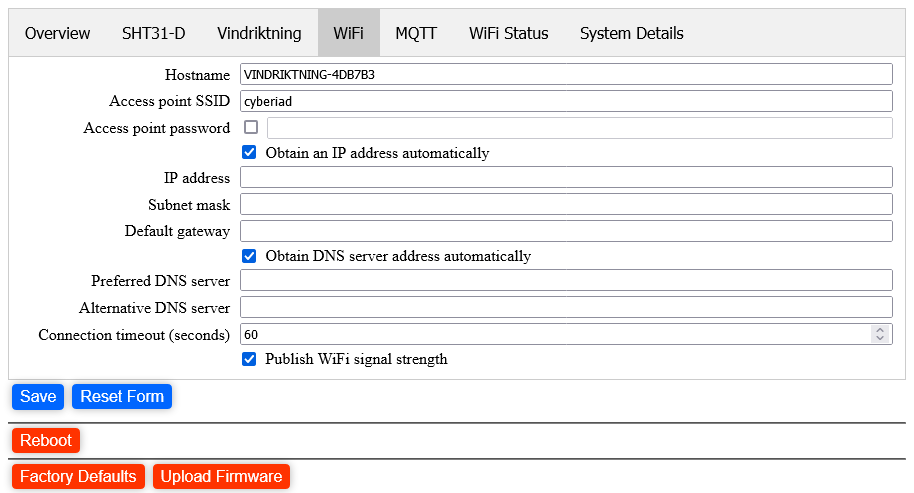 Overview SHT31-D Vindriktning WiFi MQTT WiFi Status System Details
Hostname VINDRIKTNING-4DB7B3
Access point SSID cyberiad
Access point password
Obtain an IP address automatically
IP address
Subnet mask
Default gateway
Obtain DNS server address automatically
Preferred DNS server
Alternative DNS server
Connection timeout (seconds) 60
Publish WiFi signal strength
Save Reset Form
Reboot
Factory Defaults Upload Firmware